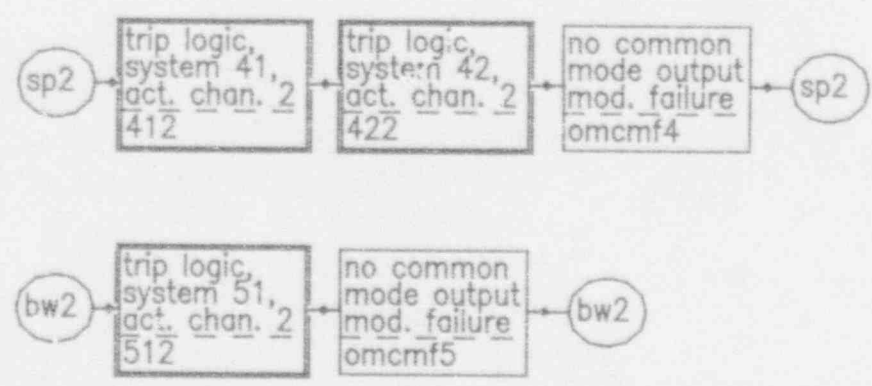 sp2
trip logic,
system 41,
act. chan. 2
412
trip logic,
system 42,
act. chan. 2
422
no common
mode output
mod. failure
omcmf4
sp2
bw2
trip logic,
system 51,
act. chan. 2
512
no common
mode output
mod. failure
omcmf5
bw2